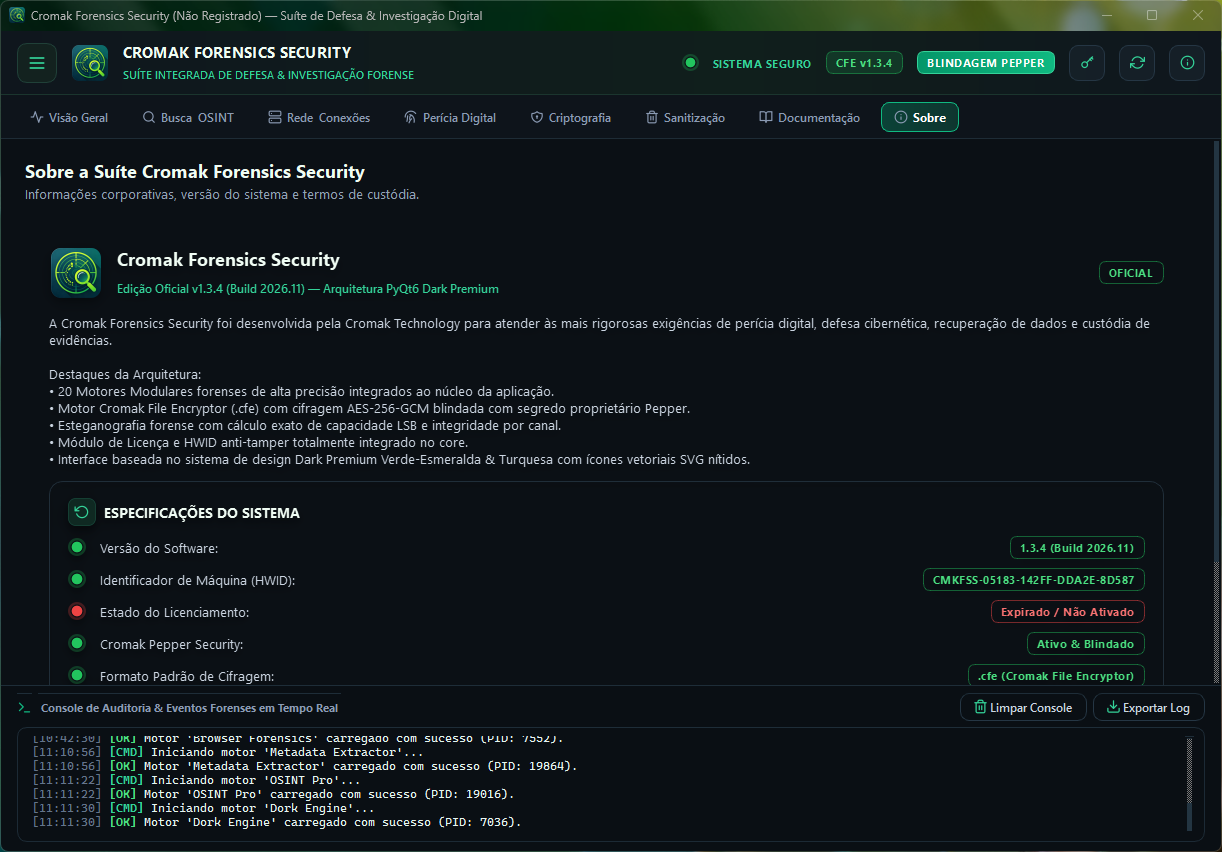 Cromak Forensics Security (Não Registrado) — Suíte de Defesa & Investigação Digital
CROMAK FORENSICS SECURITY
SUÍTE INTEGRADA DE DEFESA & INVESTIGAÇÃO FORENSE
SISTEMA SEGURO
CFE v1.3.4
BLINDAGEM PEPPER
Visão Geral
Busca OSINT
Rede Conexões
Perícia Digital
Criptografia
Sanitização
Documentação
Sobre
Sobre a Suíte Cromak Forensics Security
Informações corporativas, versão do sistema e termos de custódia.
Cromak Forensics Security
Edição Oficial v1.3.4 (Build 2026.11) — Arquitetura PyQt6 Dark Premium
OFICIAL
A Cromak Forensics Security foi desenvolvida pela Cromak Technology para atender às mais rigorosas exigências de perícia digital, defesa cibernética, recuperação de dados e custódia de
evidências.
Destaques da Arquitetura:
• 20 Motores Modulares forenses de alta precisão integrados ao núcleo da aplicação.
• Motor Cromak File Encryptor (.cfe) com cifragem AES-256-GCM blindada com segredo proprietário Pepper.
• Esteganografia forense com cálculo exato de capacidade LSB e integridade por canal.
• Módulo de Licença e HWID anti-tamper totalmente integrado no core.
• Interface baseada no sistema de design Dark Premium Verde-Esmeralda & Turquesa com ícones vetoriais SVG nítidos.
ESPECIFICAÇÕES DO SISTEMA
Versão do Software:
1.3.4 (Build 2026.11)
Identificador de Máquina (HWID):
CMKFSS-05183-142FF-DDA2E-8D587
Estado do Licenciamento:
Expirado / Não Ativado
Cromak Pepper Security:
Ativo & Blindado
Formato Padrão de Cifragem:
.cfe (Cromak File Encryptor)
Console de Auditoria & Eventos Forenses em Tempo Real
Limpar Console
Exportar Log
[10:42:30] [OK] Motor 'Browser Forensics' carregado com sucesso (PID: 7552).
[11:10:56] [CMD] Iniciando motor 'Metadata Extractor'...
[11:10:56] [OK] Motor 'Metadata Extractor' carregado com sucesso (PID: 19864).
[11:11:22] [CMD] Iniciando motor 'OSINT Pro'...
[11:11:22] [OK] Motor 'OSINT Pro' carregado com sucesso (PID: 19016).
[11:11:30] [CMD] Iniciando motor 'Dork Engine'...
[11:11:30] [OK] Motor 'Dork Engine' carregado com sucesso (PID: 7036).